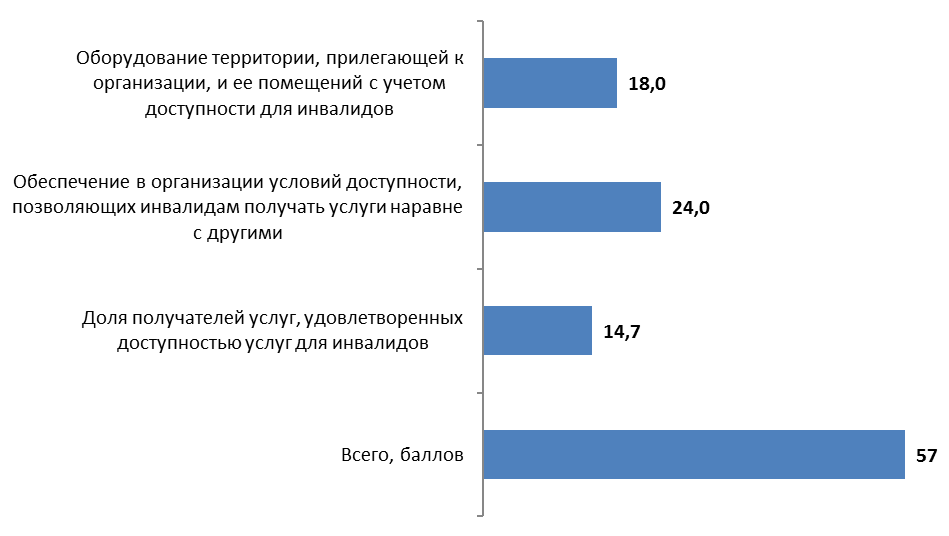 Оборудование территории, прилегающей к
организации, и ее помещений с учетом
доступности для инвалидов
18,0
Обеспечение в организации условий доступности,
позволяющих инвалидам получать услуги наравне
с другими
24,0
Доля получателей услуг, удовлетворенных
доступностью услуг для инвалидов
14,7
Всего, баллов
57